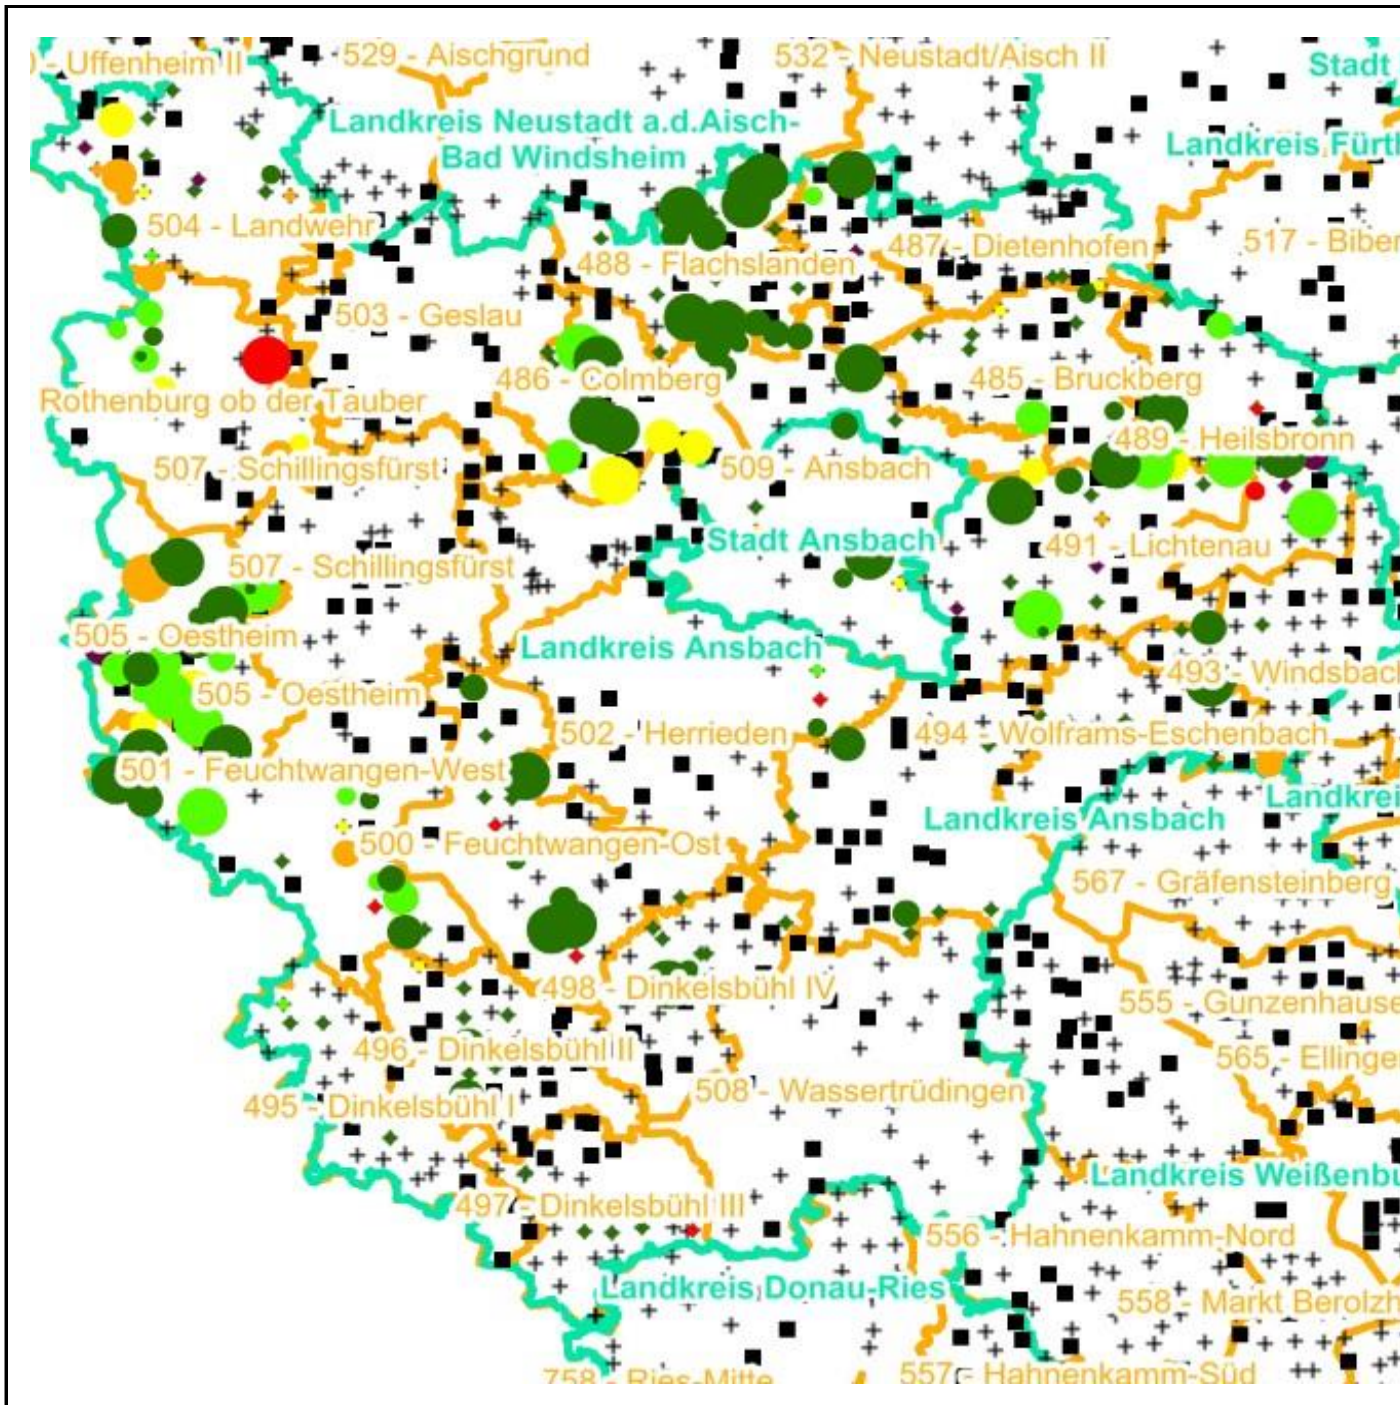 529 - Aischgrund
532 - Neustadt/Aisch II
Uffenheim II
Stadt
Landkreis Neustadt a.d.Aisch-
Bad Windsheim
Landkreis Fürth
504 - Landwehr
487 - Dietenhofen
517 - Biber
488 - Flachslanden
503 - Geslau
486 - Colmberg
485 - Bruckberg
Rothenburg ob der Tauber
489 - Heilsbronn
507 - Schillingsfürst
509 - Ansbach
Stadt Ansbach
491 - Lichtenau
507 - Schillingsfürst
505 - Oestheim
Landkreis Ansbach
493 - Windsbach
505 - Oestheim
502 - Herrieden
494 - Wolframs-Eschenbach
501 - Feuchtwangen-West
Landkrei
Landkreis Ansbach
500 - Feuchtwangen-Ost
567 - Gräfensteinberg
498 - Dinkelsbühl IV
555 - Gunzenhause
496 - Dinkelsbühl II
565 - Ellinge
508 - Wassertrüdingen
495 - Dinkelsbühl I
Landkreis Weißenbu
497 - Dinkelsbühl III
556 - Hahnenkamm-Nord
Landkreis Donau-Ries
558 - Markt Berolzh
758 - Ries-Mitte
557 - Hahnenkamm-Süd